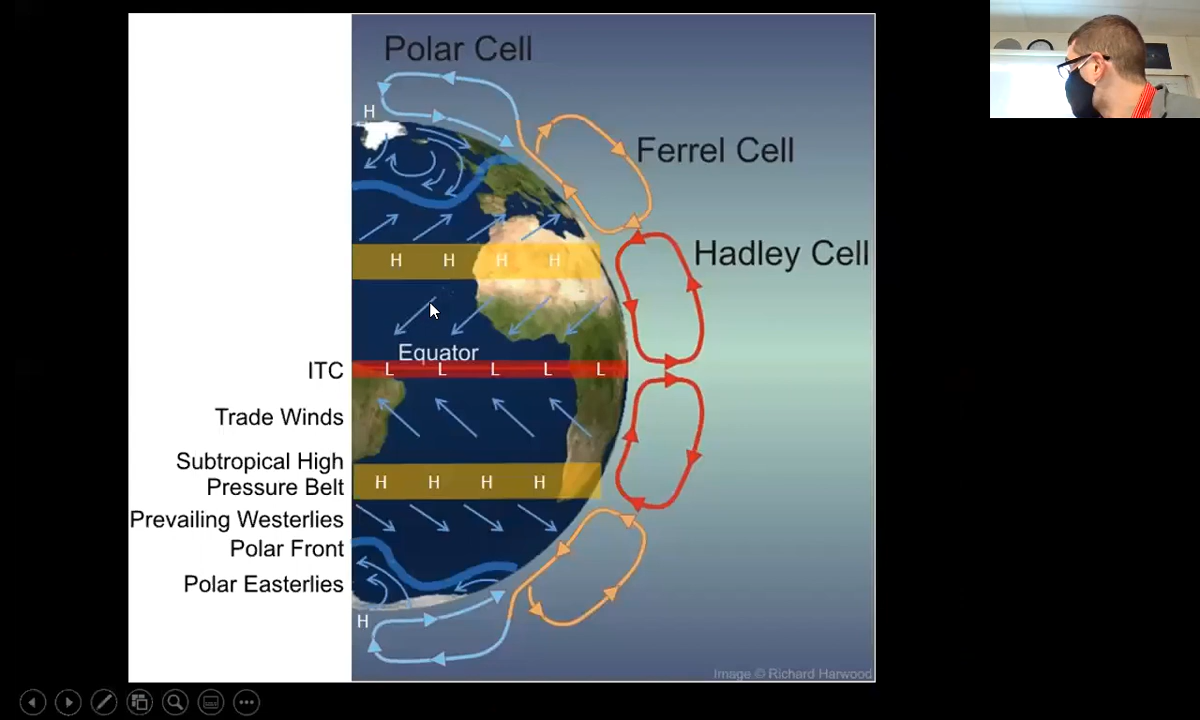 Polar Cell
H
Ferrel Cell
Hadley Cell
H H H H
Equator
ITC
L L L L L
Trade Winds
Subtropical High
Pressure Belt
H H H H
Prevailing Westerlies
Polar Front
Polar Easterlies
H
Image © Richard Harwood